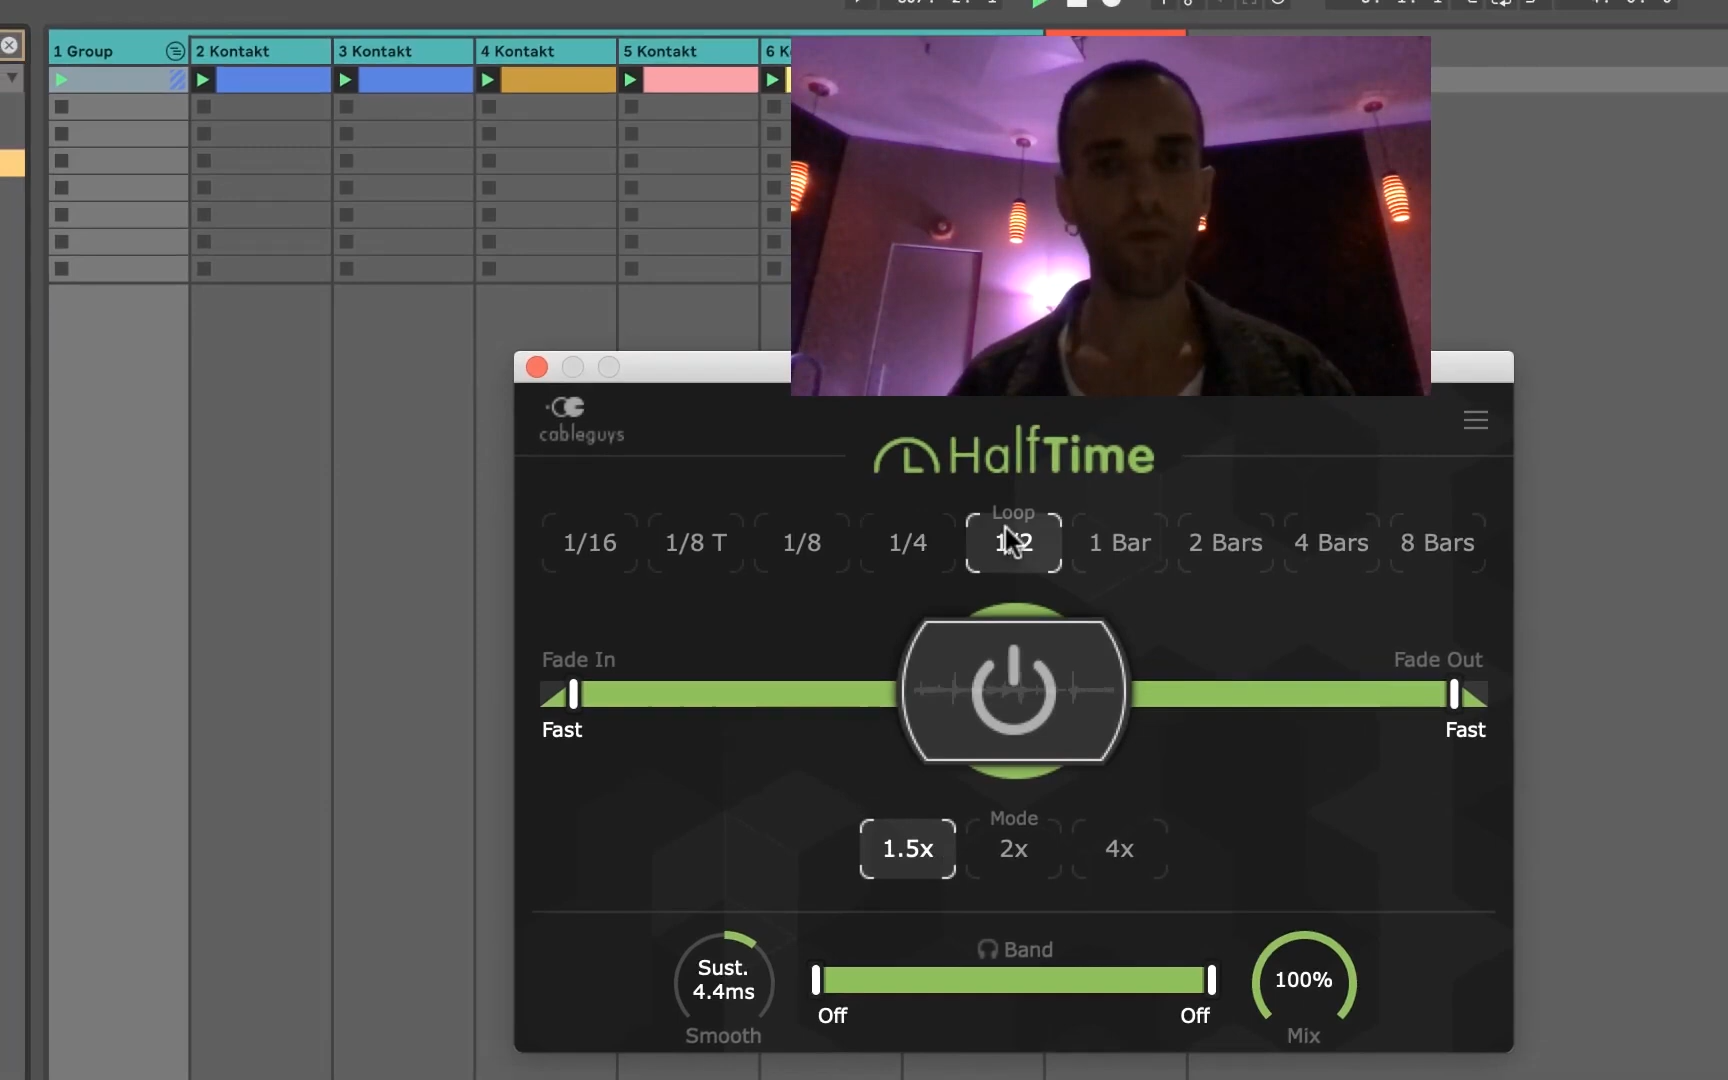 1 Group
2 Kontakt
3 Kontakt
4 Kontakt
5 Kontakt
cableguys
HalfTime
Loop
1/16 1/8 T 1/8 1/4 1/2 1 Bar 2 Bars 4 Bars 8 Bars
Fade In
Fade Out
Fast
Fast
Mode
1.5x 2x 4x
Sust.
4.4ms
Smooth
Band
Off
Off
100%
Mix